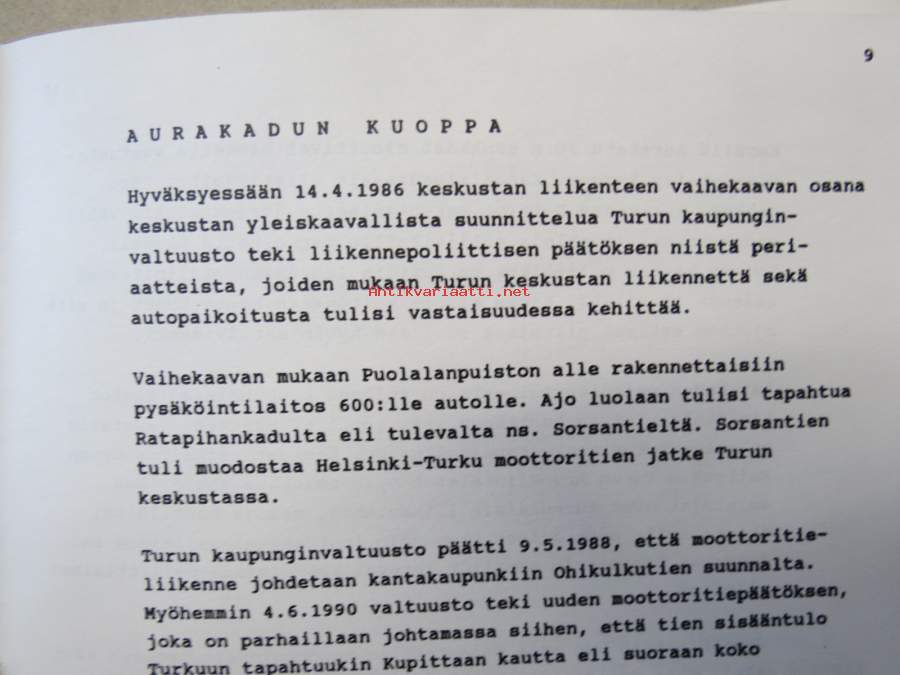 9
AURAKADUN KUOPPA
Hyväksyessään 14.4.1986 keskustan liikenteen vaihekaavan osana
keskustan yleiskaavallista suunnittelua Turun kaupungin-
valtuusto teki liikennepoliittisen päätöksen niistä peri-
aatteista, joiden mukaan Turun keskustan liikennettä sekä
Antikvariaatti.net
autopaikoitusta tulisi vastaisuudessa kehittää.
Vaihekaavan mukaan Puolalanpuiston alle rakennettaisiin
pysäköintilaitos 600:lle autolle. Ajo luolaan tulisi tapahtua
Ratapihankadulta eli tulevalta ns. Sorsantieltä. Sorsantien
tuli muodostaa Helsinki-Turku moottoritien jatke Turun
keskustassa.
Turun kaupunginvaltuusto päätti 9.5.1988, että moottoritie-
liikenne johdetaan kantakaupunkiin Ohikulkutien suunnalta.
Myöhemmin 4.6.1990 valtuusto teki uuden moottoritiepäätöksen,
joka on parhaillaan johtamassa siihen, että tien sisääntulo
Turkuun tapahtuukin Kupittaan kautta eli suoraan koko